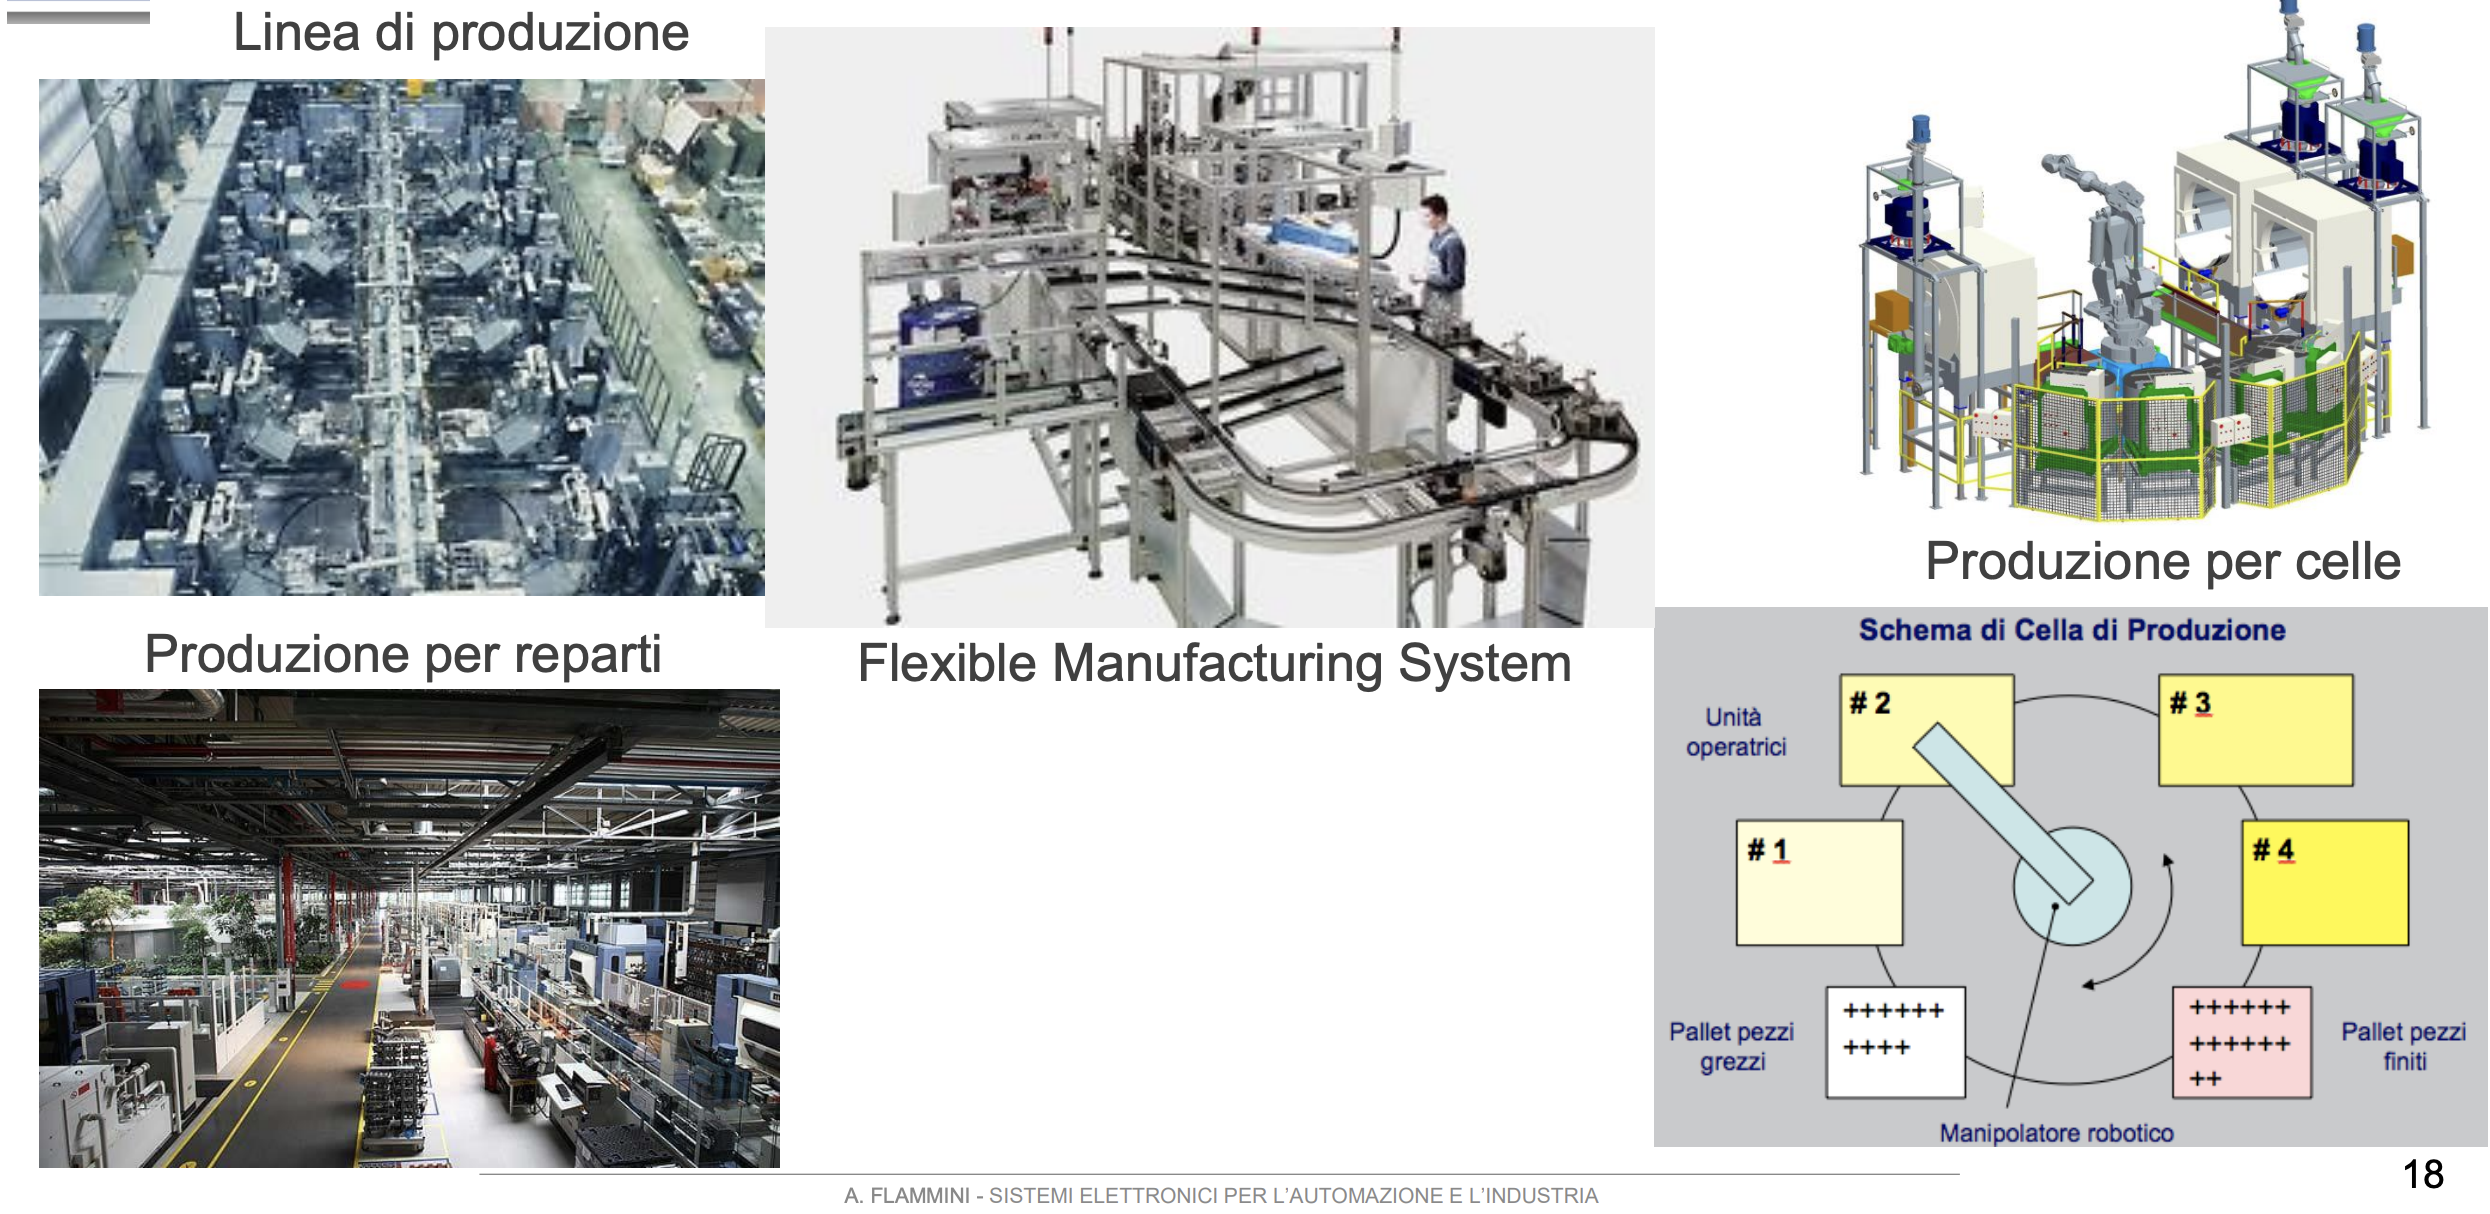 Linea di produzione
Produzione per reparti
Flexible Manufacturing System
Produzione per celle
Schema di Cella di Produzione
Unità
operatrici
# 2
# 3
# 1
# 4
Pallet pezzi
grezzi
++++++
++++
++++++
++++++
++
Pallet pezzi
finiti
Manipolatore robotico
18
A. FLAMMINI - SISTEMI ELETTRONICI PER L'AUTOMAZIONE E L'INDUSTRIA